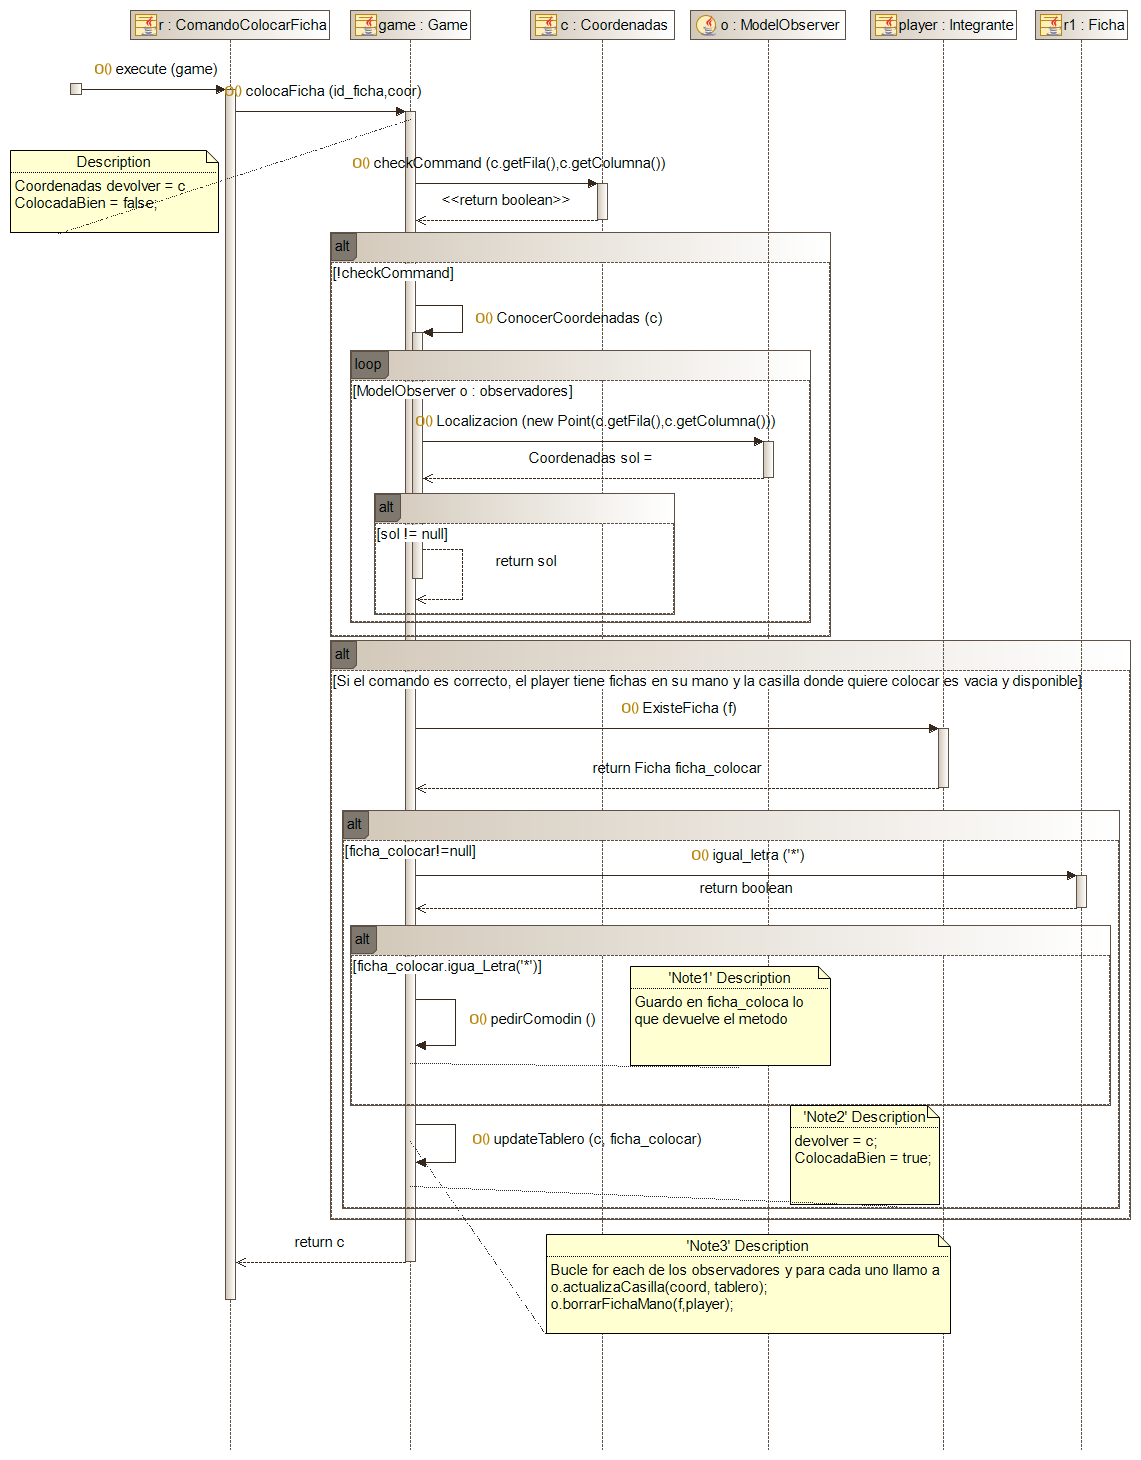 r : ComandoColocarFicha
game : Game
c : Coordenadas
o : ModelObserver
player : Integrante
r1 : Ficha
execute (game)
colocaFicha (id_ficha,coor)
Description
Coordenadas devolver = c
ColocadaBien = false;
checkCommand (c.getFila(),c.getColumna())
<<return boolean>>
alt
[!checkCommand]
ConocerCoordenadas (c)
loop
[ModelObserver o : observadores]
Localizacion (new Point(c.getFila(),c.getColumna()))
Coordenadas sol =
alt
[sol != null]
return sol
alt
[Si el comando es correcto, el player tiene fichas en su mano y la casilla donde quiere colocar es vacia y disponible]
ExisteFicha (f)
return Ficha ficha_colocar
alt
[ficha_colocar!=null]
igual_letra ('*')
return boolean
alt
[ficha_colocar.igua_Letra('*')]
'Note1' Description
Guardo en ficha_coloca lo
que devuelve el metodo
pedirComodin ()
'Note2' Description
devolver = c;
ColocadaBien = true;
updateTablero (c, ficha_colocar)
return c
'Note3' Description
Bucle for each de los observadores y para cada uno llamo a
o.actualizaCasilla(coord, tablero);
o.borrarFichaMano(f,player);